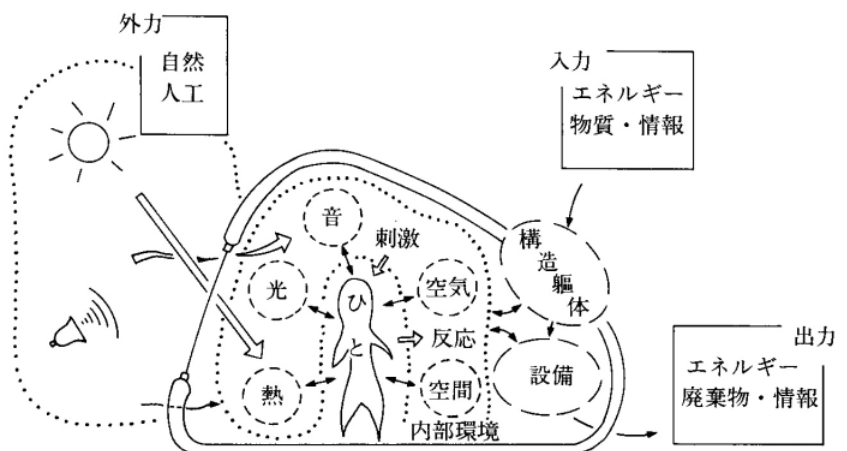 外力
自然
人工
入力
エネルギー
物質・情報
音
刺激
構造躯体
光
ひと
空気
反応
熱
空間
設備
内部環境
出力
エネルギー
廃棄物・情報